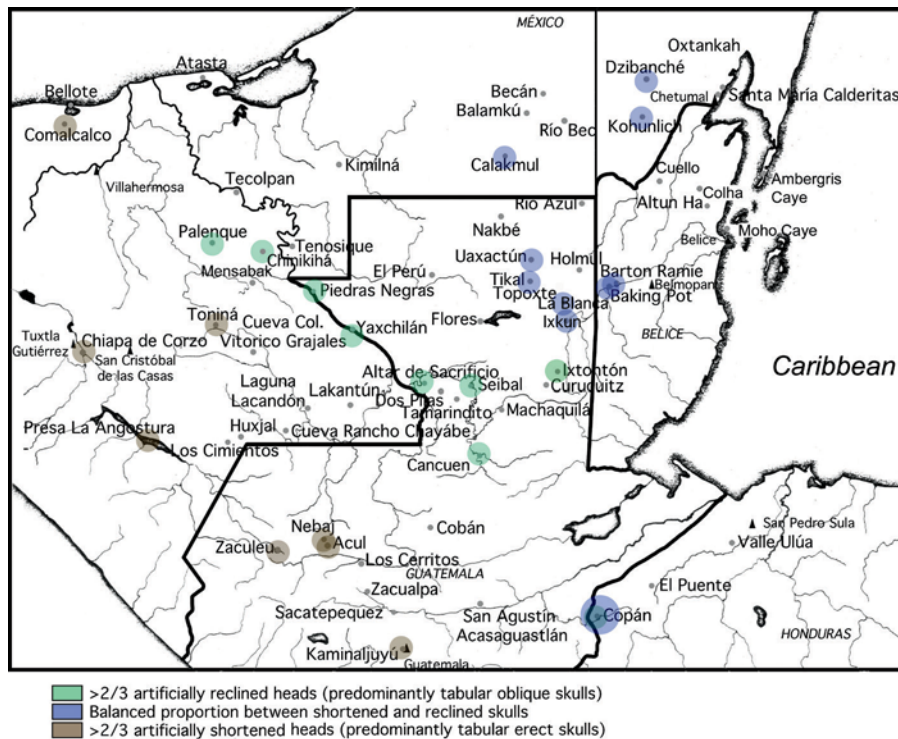 MÉXICO
Oxtankah
Atasta
Dzibanché
Bellote
Becán
Chetumal
Santa María Calderitas
Balamkú
Comalcalco
Río Bec
Kohunlich
Calakmul
Kimilná
Cuello
Villahermosa
Tecolpan
Colha
Ambergris
Caye
Río Azul
Altun Ha
Nakbé
Palenque
Tenosique
Belice
Moho Caye
Chinikihá
Uaxactún
Holmúl
Mensabak
El Perú
Barton Ramie
Tikal
Belmopan
Piedras Negras
Topoxte
Baking Pot
La Blanca
Toniná
Cueva Col.
Yaxchilán
Flores
Ixkun
BELICE
Tuxtla
Gutiérrez
Chiapa de Corzo
Vitorico Grajales
San Cristóbal
de las Casas
Caribbean
Altar de Sacrificio
Ixtontón
Seibal
Curuquitz
Laguna
Lacandón
Lakantún
Dos Pilas
Tamarindito
Machaquilá
Presa La Angostura
Huxjal
Cueva Rancho Chayábe
Los Cimientos
Cancuen
Nebaj
Cobán
San Pedro Sula
Zaculeu
Acul
Valle Ulúa
Los Cerritos
GUATEMALA
Zacualpa
El Puente
Sacatepequez
San Agustín
Acasaguastlán
Copán
HONDURAS
Kaminaljuyú
Guatemala
>2/3 artificially reclined heads (predominantly tabular oblique skulls)
Balanced proportion between shortened and reclined skulls
>2/3 artificially shortened heads (predominantly tabular erect skulls)